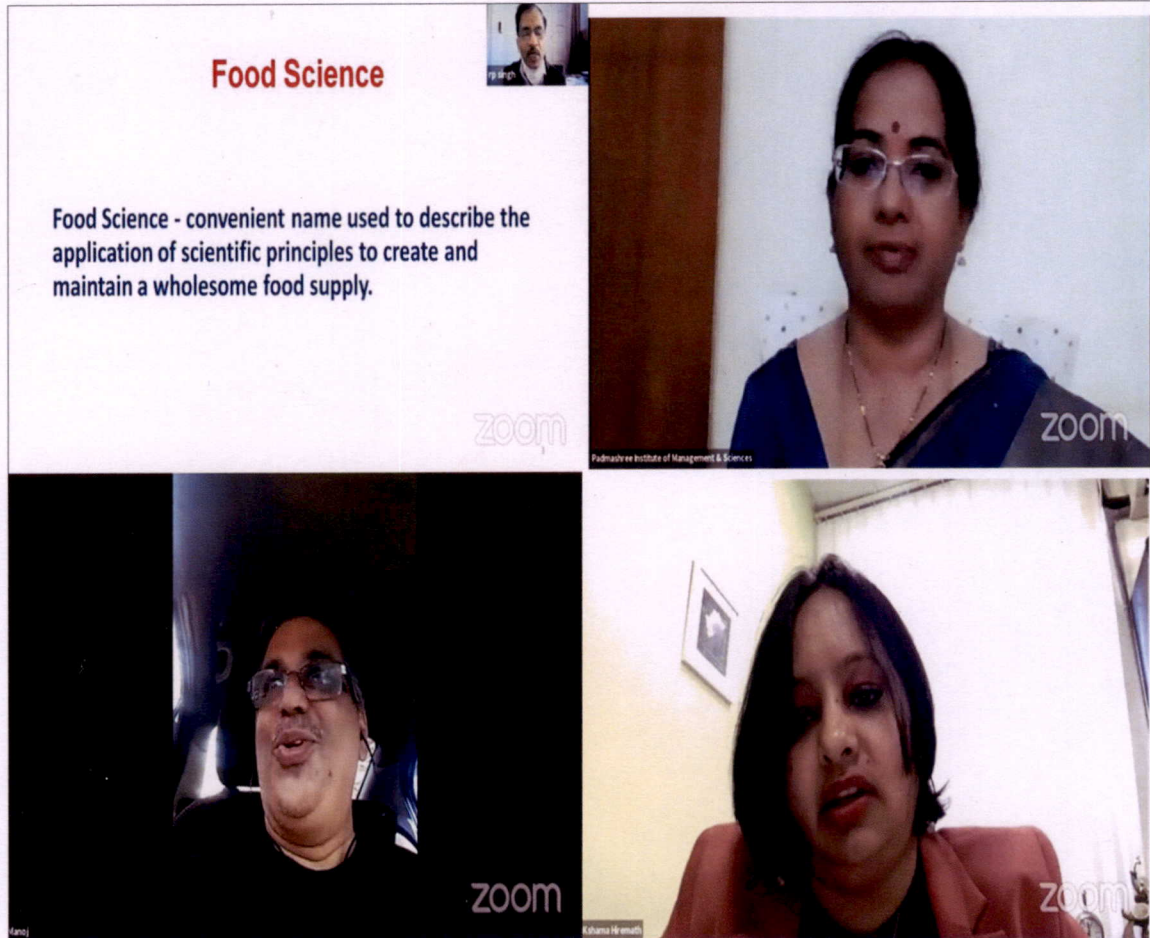 Food Science
rp singh
Food Science - convenient name used to describe the
application of scientific principles to create and
maintain a wholesome food supply.
zoom
zoom
Padmashree Institute of Management & Sciences
zoom
Manoj
zoom
Kshama Hiremath